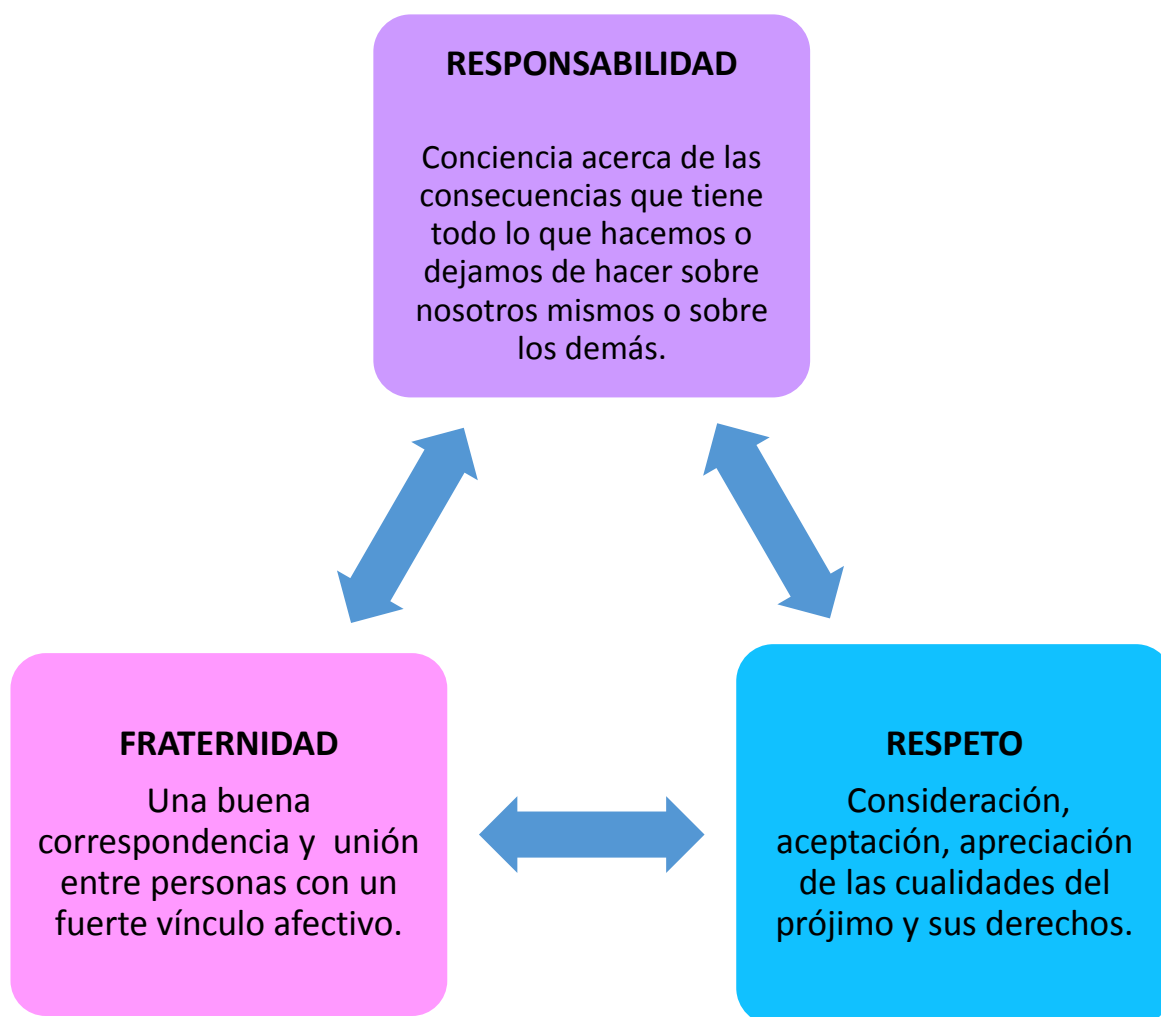 RESPONSABILIDAD
Conciencia acerca de las
consecuencias que tiene
todo lo que hacemos o
dejamos de hacer sobre
nosotros mismos o sobre
los demás.
FRATERNIDAD
Una buena
correspondencia y  unión
entre personas con un
fuerte vínculo afectivo.
RESPETO
Consideración,
aceptación, apreciación
de las cualidades del
prójimo y sus derechos.